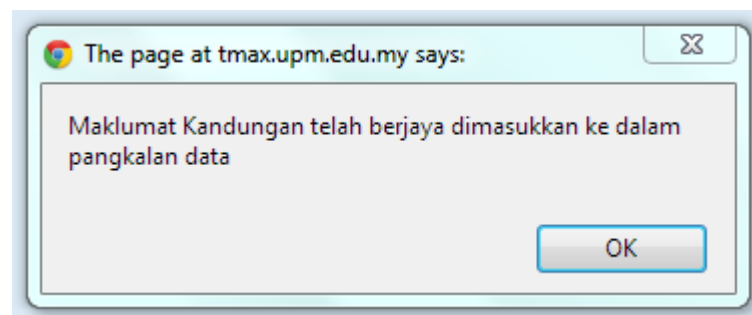 The page at tmax.upm.edu.my says:
Maklumat Kandungan telah berjaya dimasukkan ke dalam
pangkalan data
OK